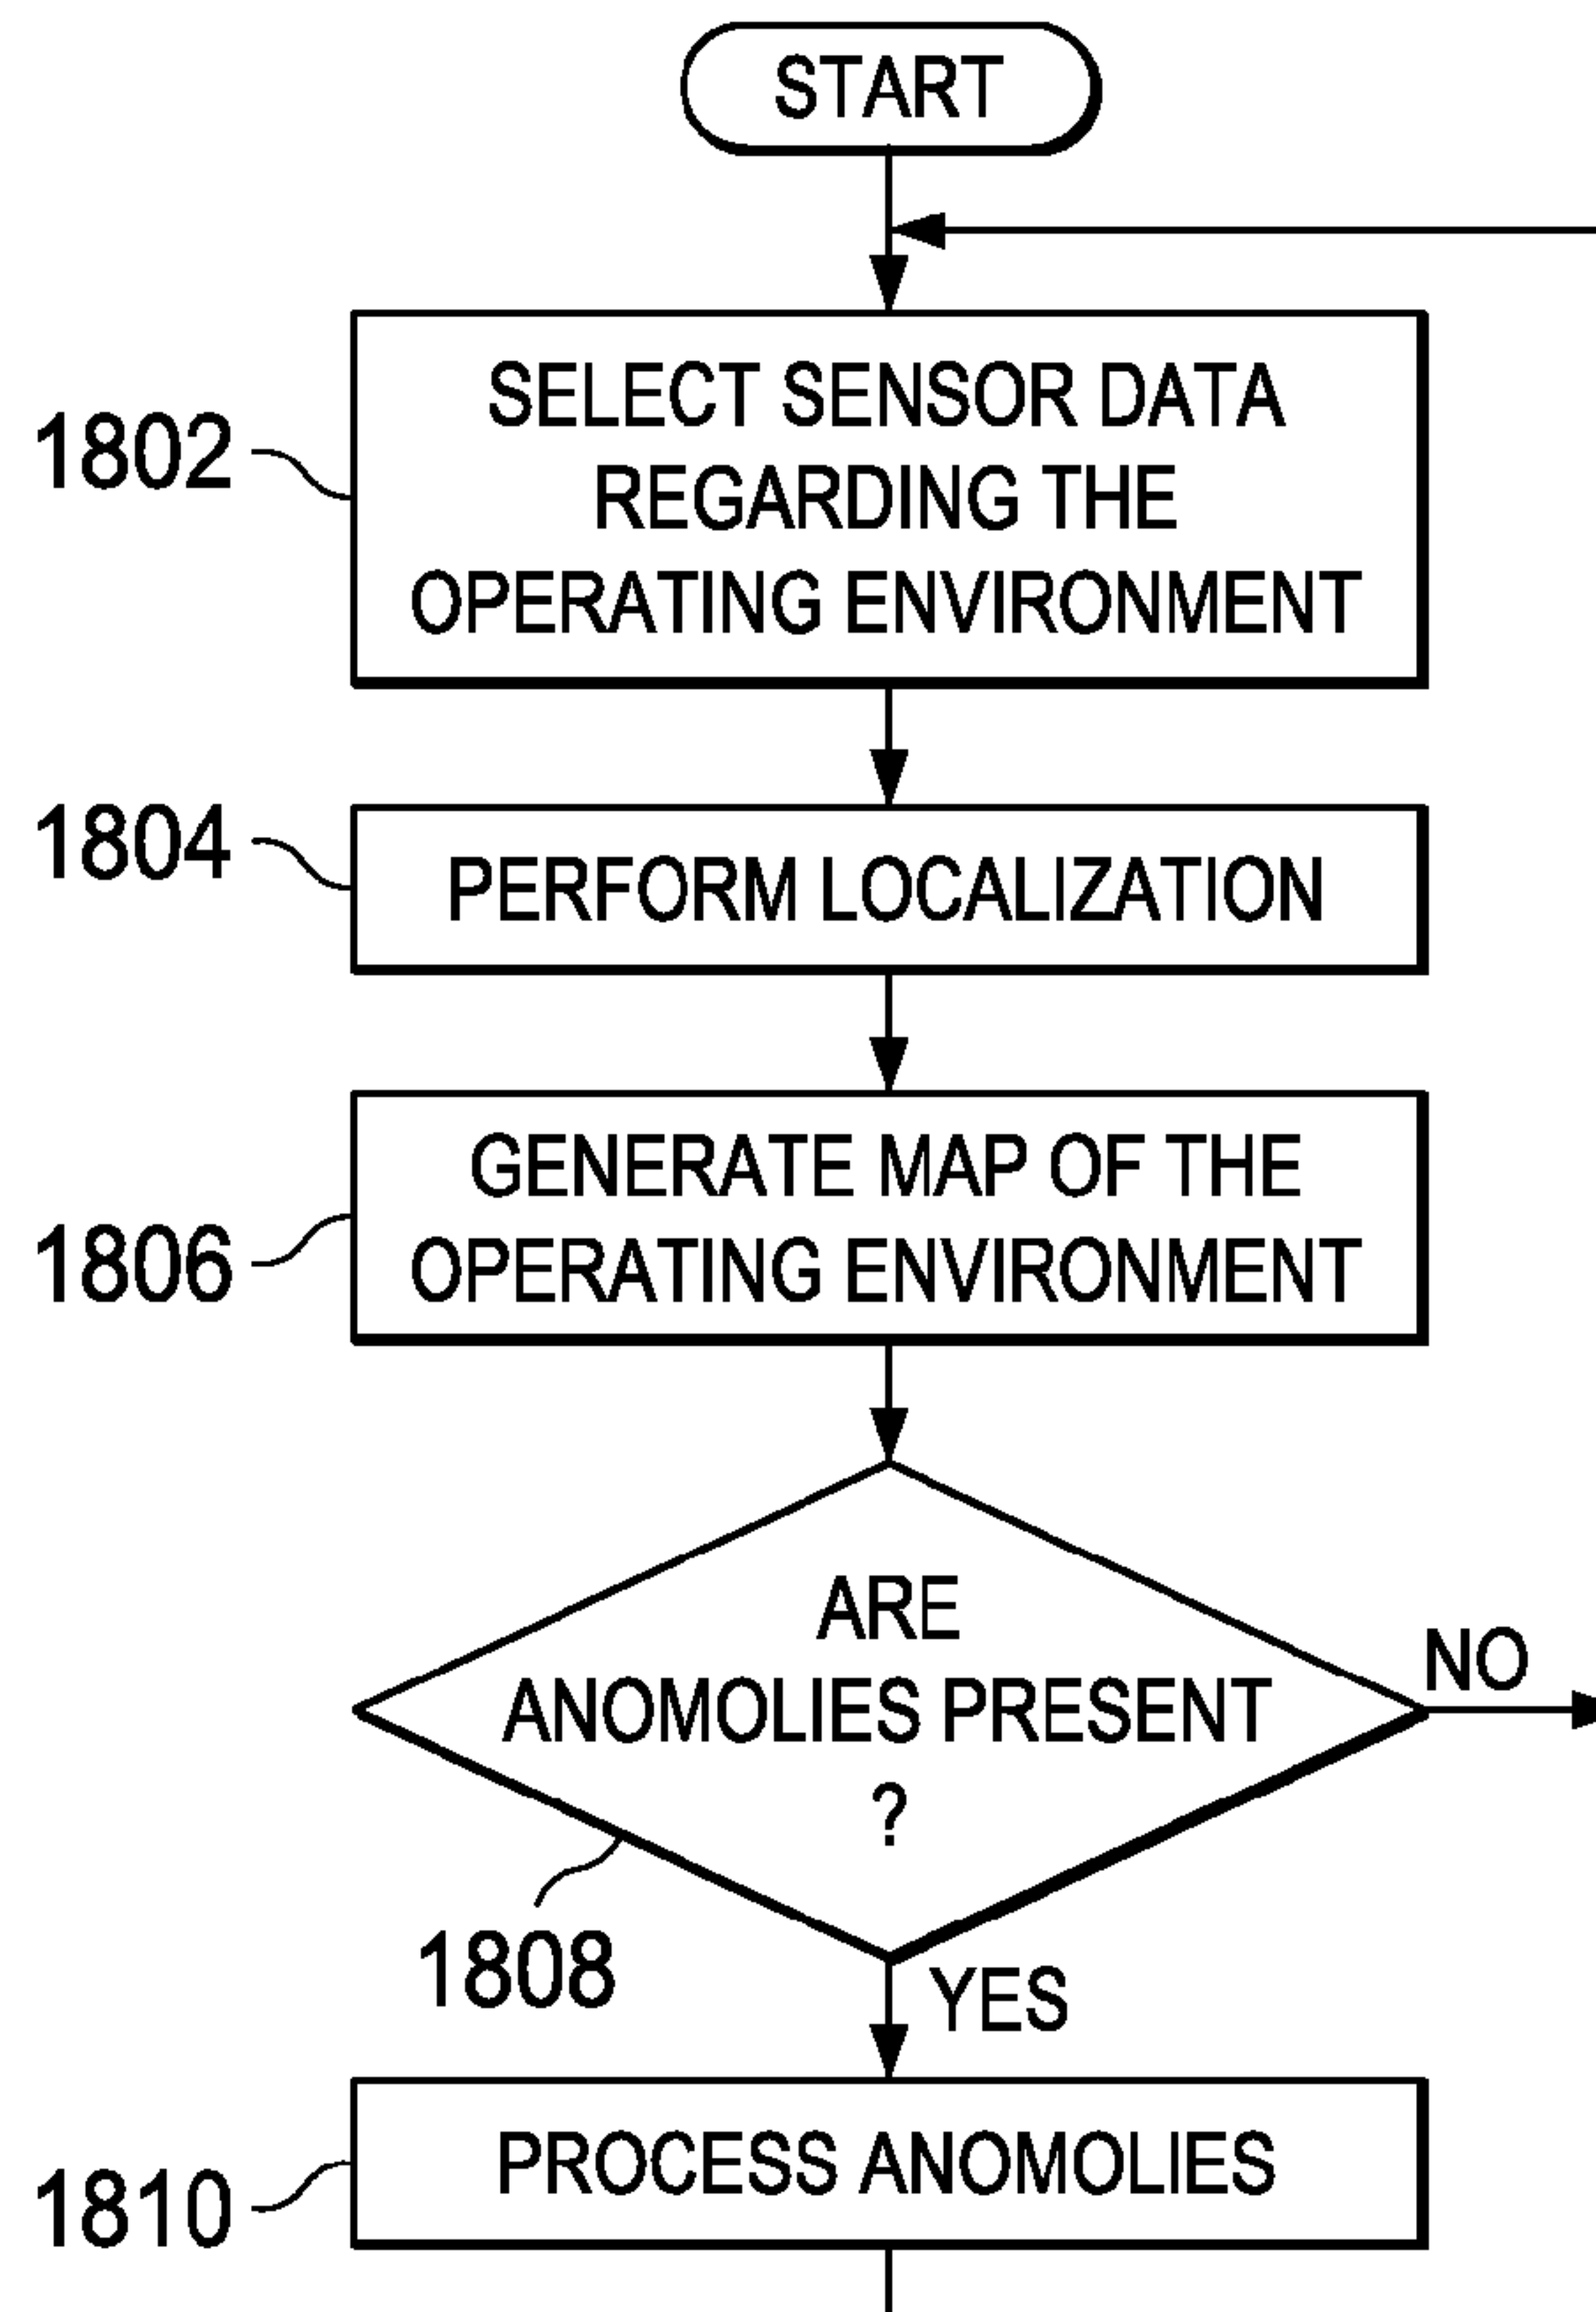 START
1802
SELECT SENSOR DATA
REGARDING THE
OPERATING ENVIRONMENT
1804
PERFORM LOCALIZATION
1806
GENERATE MAP OF THE
OPERATING ENVIRONMENT
ARE
ANOMOLIES PRESENT
?
NO
1808
YES
1810
PROCESS ANOMOLIES